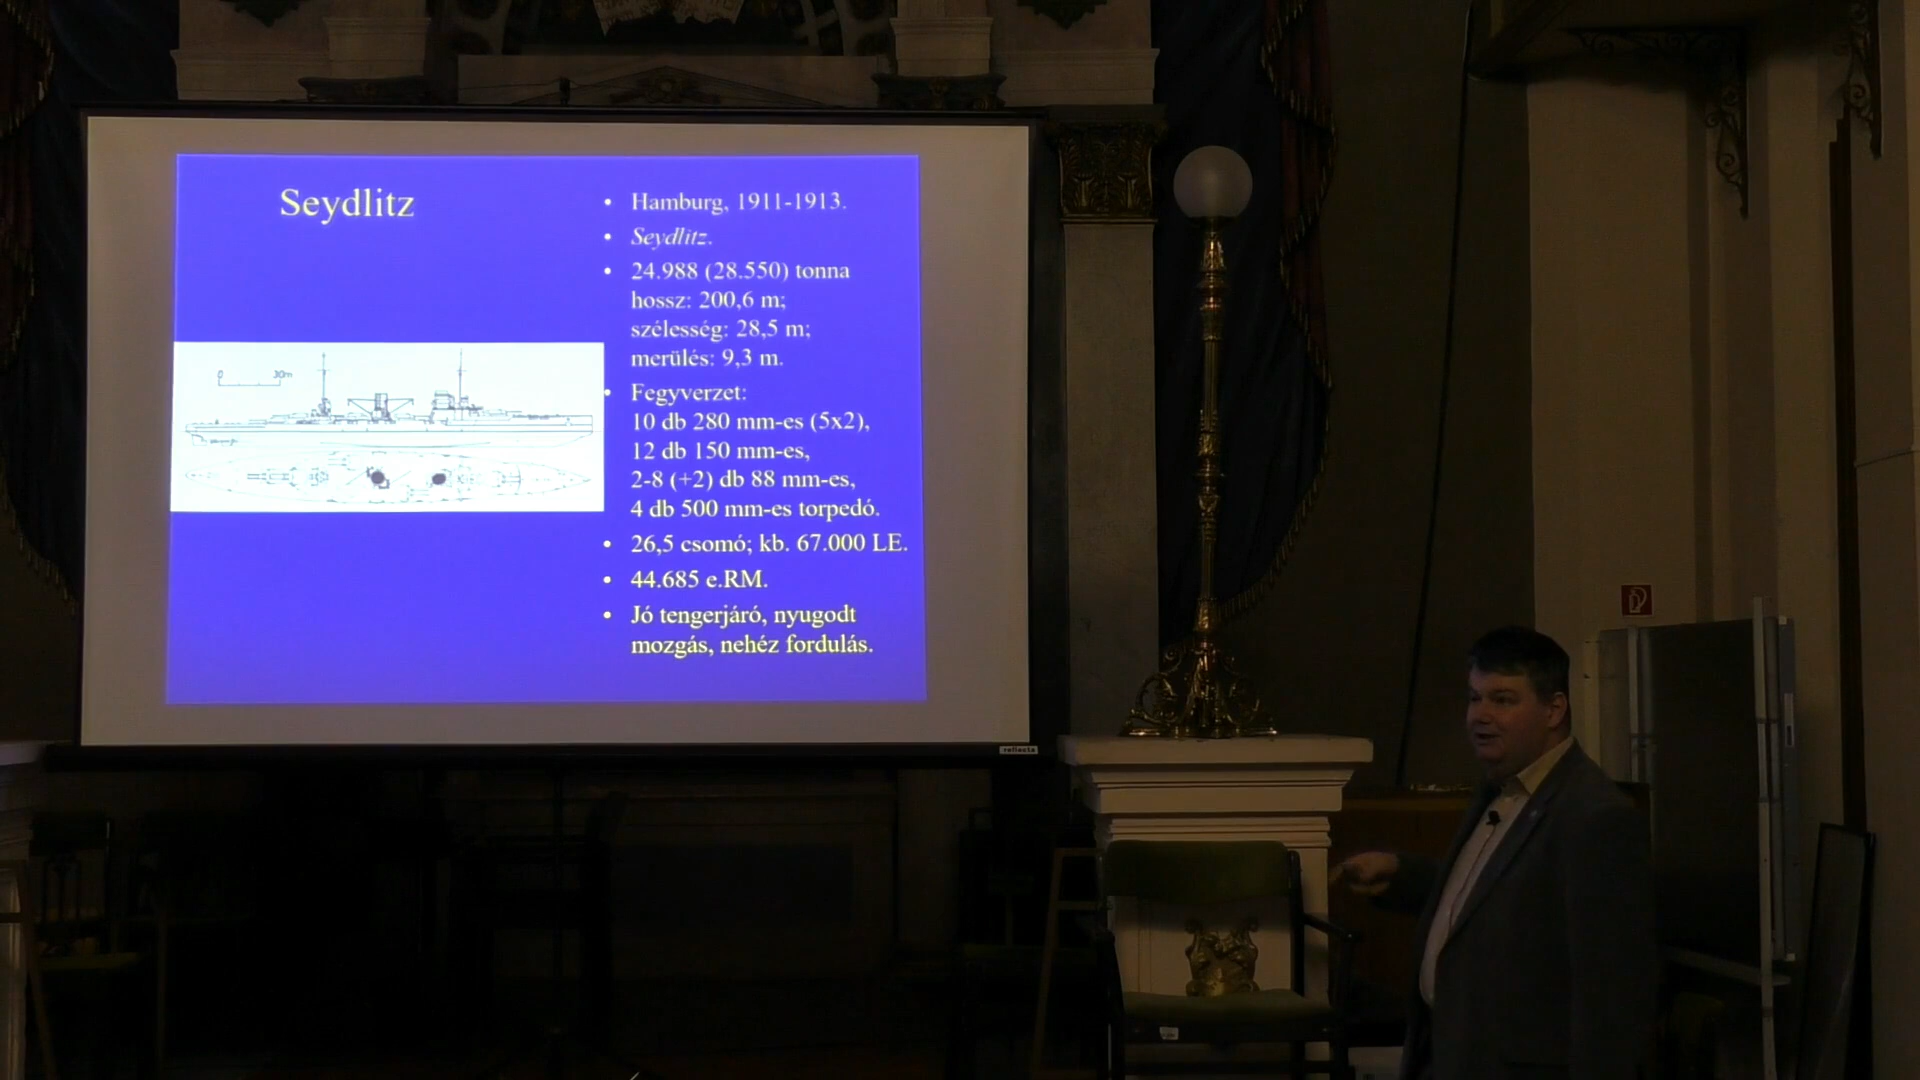 Seydlitz
• Hamburg, 1911-1913.
• Seydlitz.
• 24.988 (28.550) tonna
hossz: 200,6 m;
szélesség: 28,5 m;
merülés: 9,3 m.
• Fegyverzet:
10 db 280 mm-es (5x2),
12 db 150 mm-es,
2-8 (+2) db 88 mm-es,
4 db 500 mm-es torpedó.
• 26,5 csomó; kb. 67.000 LE.
• 44.685 e.RM.
• Jó tengerjáró, nyugodt
mozgás, nehéz fordulás.
0 30m
reflecta